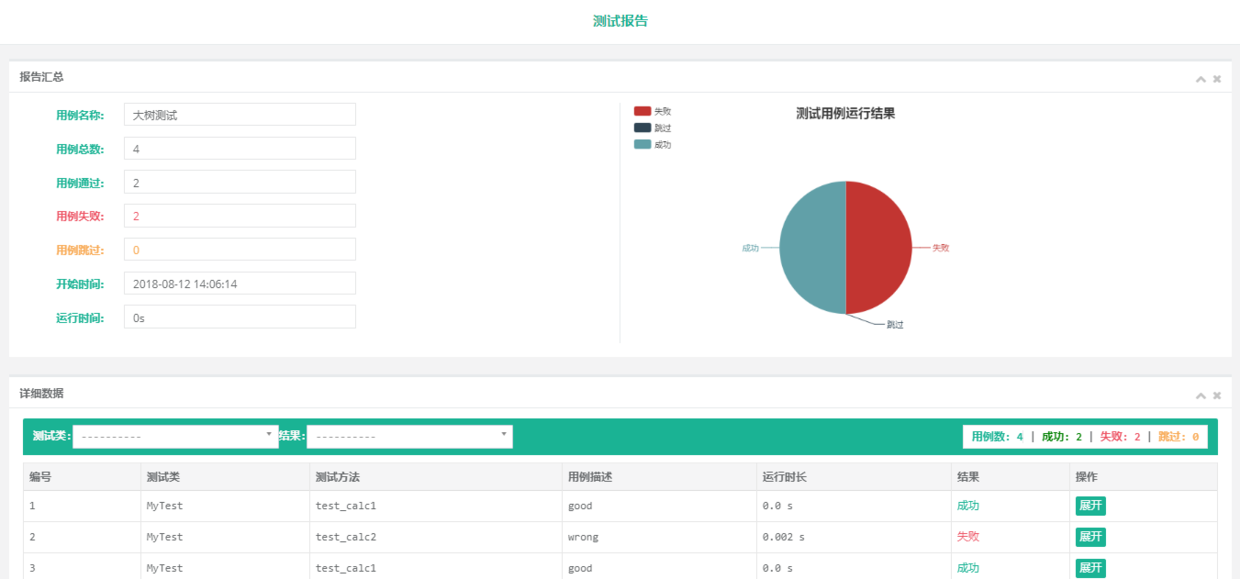 测试报告
报告汇总
用例名称: 大树测试
用例总数: 4
用例通过: 2
用例失败: 2
用例跳过: 0
开始时间: 2018-08-12 14:06:14
运行时间: 0s
失败
跳过
成功
测试用例运行结果
成功
失败
跳过
详细数据
测试类: ---------- 结果: ---------- 用例数: 4 | 成功: 2 | 失败: 2 | 跳过: 0
编号 测试类 测试方法 用例描述 运行时长 结果 操作
1 MyTest test_calc1 good 0.0 s 成功 展开
2 MyTest test_calc2 wrong 0.002 s 失败 展开
3 MyTest test_calc1 good 0.0 s 成功 展开